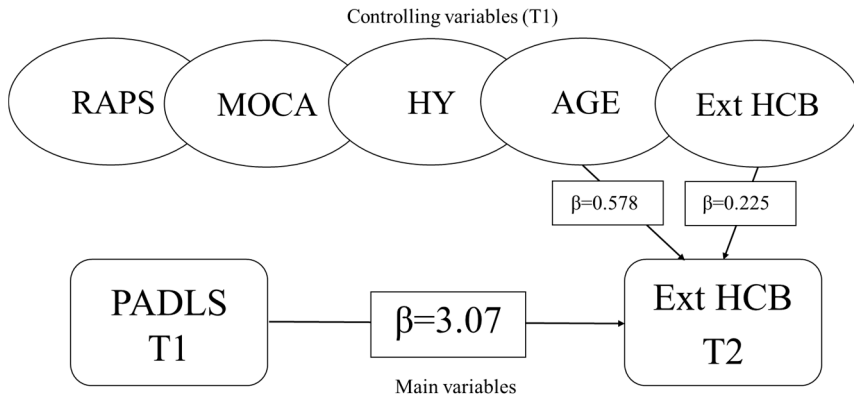 Controlling variables (T1)
RAPS
MOCA
HY
AGE
Ext HCB
β=0.578
β=0.225
PADLS
T1
β=3.07
Ext HCB
T2
Main variables